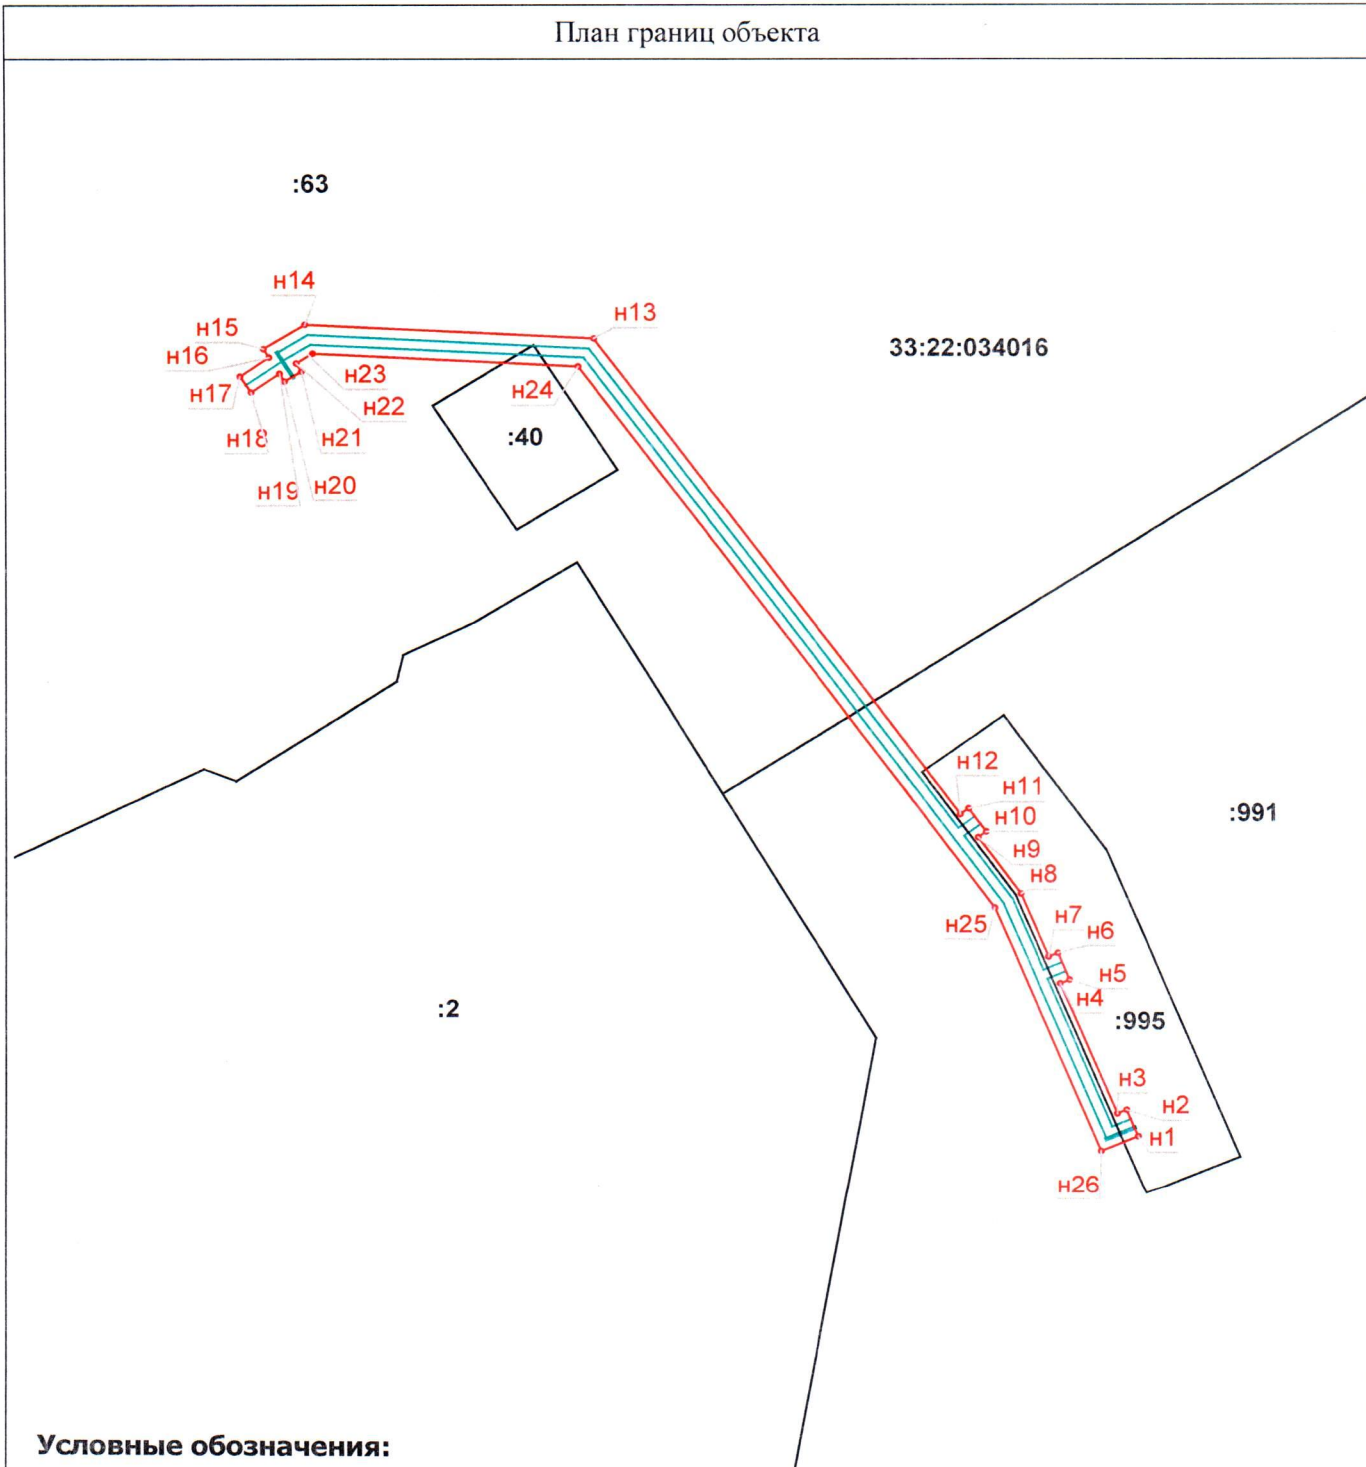 План границ объекта
:63
н14
н13
н15
33:22:034016
н16
н23
н17
н24
н22
н18
н21
:40
н19
н20
н12
н11
:991
н10
н9
н8
н7
н25
н6
н5
н4
:2
:995
н3
н2
н1
н26
Условные обозначения: